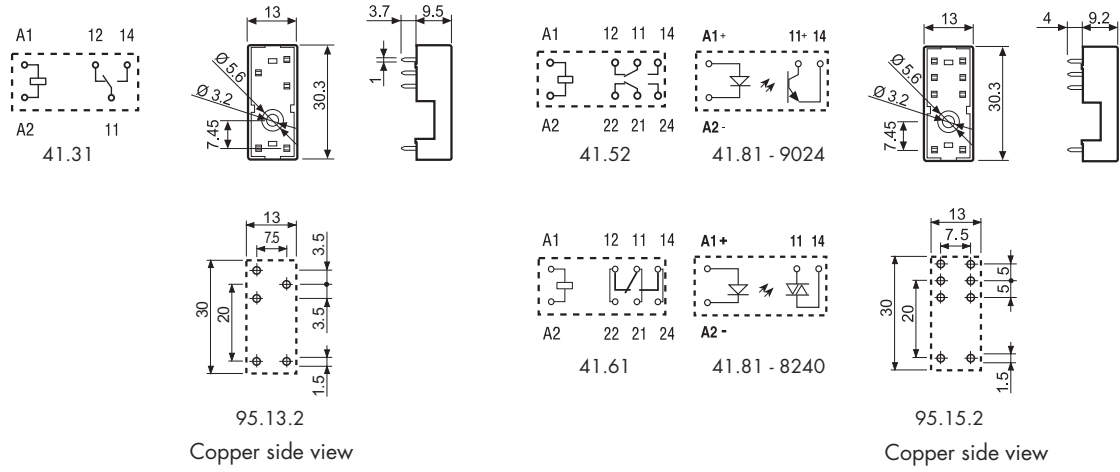 A1 12 14
A2 11
41.31
13
Ø 5.6
Ø 3.2
7.45
30.3
3.7 9.5
1
12 11 14
A1
A2
22 21 24
41.52
A1+ 11+ 14
A2 -
41.81 - 9024
13
Ø5.6
Ø 3.2
7.45
30.3
4 9.2
13
7.5
3.5
30
20
3.5
1.5
95.13.2
Copper side view
A1 12 11 14
A2 22 21 24
41.61
A1 + 11 14
A2 -
41.81 - 8240
13
7.5
5
5
30
20
1.5
95.15.2
Copper side view